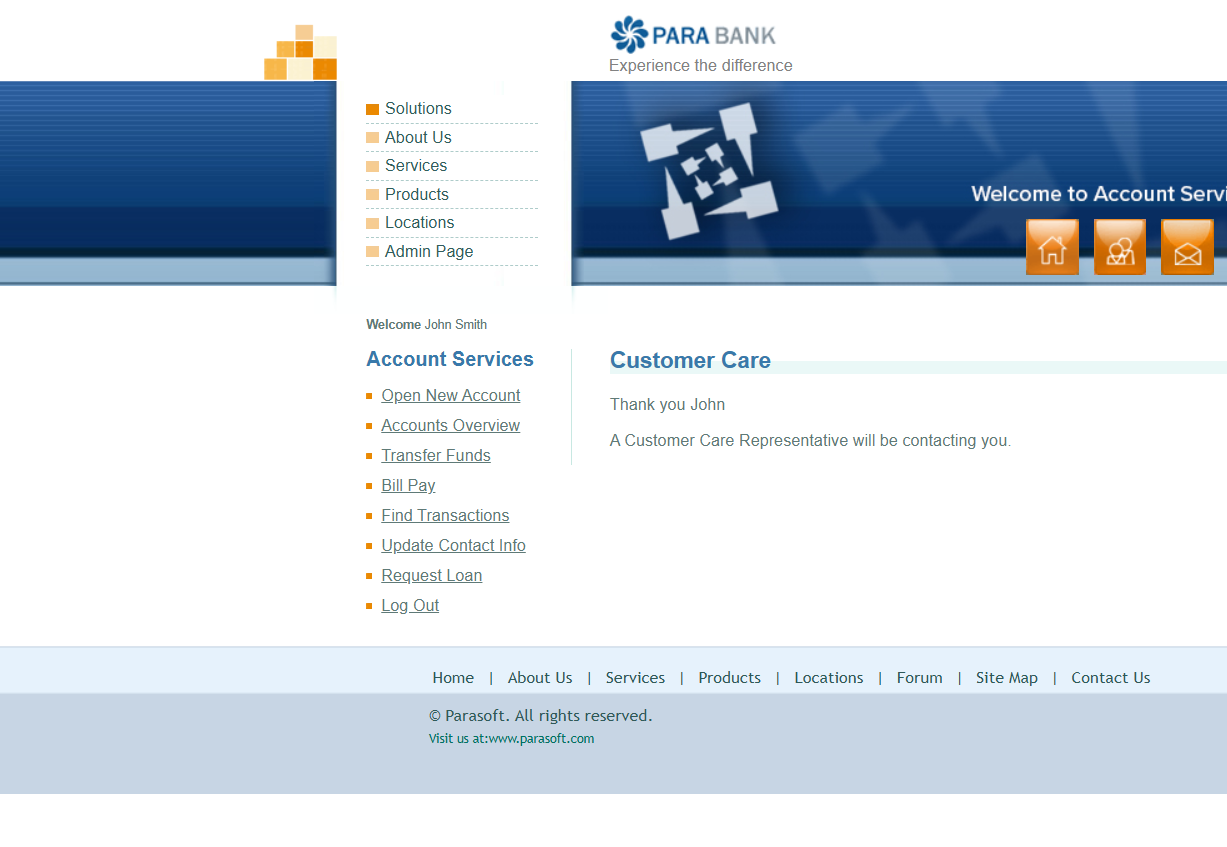 PARA BANK
Experience the difference
Solutions
About Us
Services
Products
Locations
Admin Page
Welcome to Account Servi
Welcome John Smith
Account Services
Open New Account
Accounts Overview
Transfer Funds
Bill Pay
Find Transactions
Update Contact Info
Request Loan
Log Out
Customer Care
Thank you John
A Customer Care Representative will be contacting you.
Home | About Us | Services | Products | Locations | Forum | Site Map | Contact Us
© Parasoft. All rights reserved.
Visit us at:www.parasoft.com